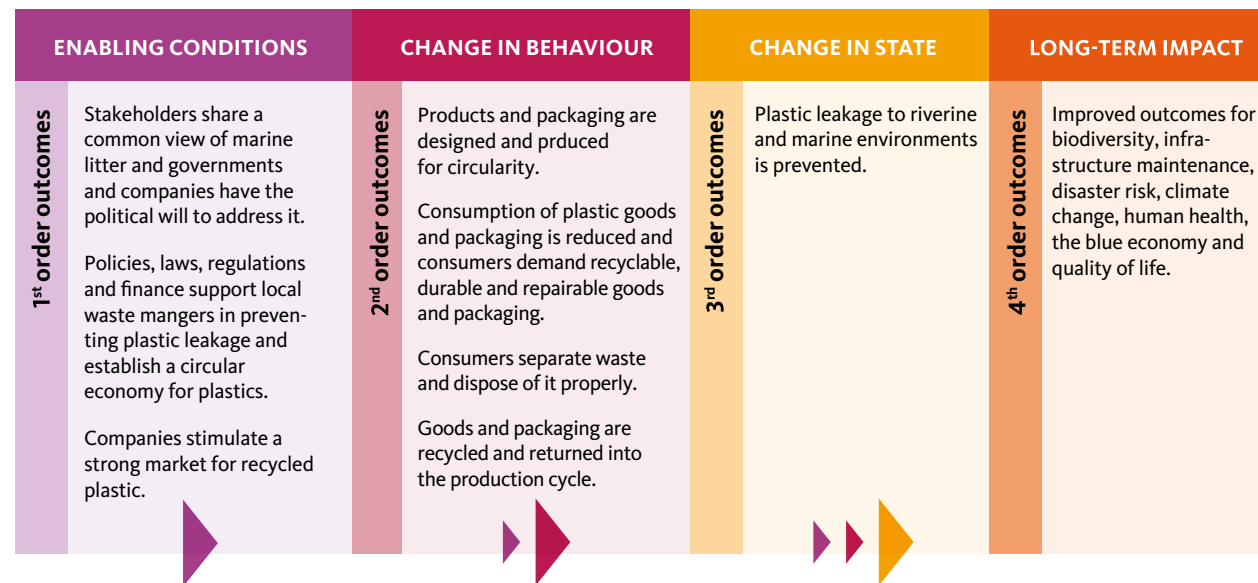 ENABLING CONDITIONS
CHANGE IN BEHAVIOUR
CHANGE IN STATE
LONG-TERM IMPACT
1st order outcomes
Stakeholders share a
common view of marine
litter and governments
and companies have the
political will to address it.
Policies, laws, regulations
and finance support local
waste mangers in preven-
ting plastic leakage and
establish a circular
economy for plastics.
Companies stimulate a
strong market for recycled
plastic.
2nd order outcomes
Products and packaging are
designed and prduced
for circularity.
Consumption of plastic goods
and packaging is reduced and
consumers demand recyclable,
durable and repairable goods
and packaging.
Consumers separate waste
and dispose of it properly.
Goods and packaging are
recycled and returned into
the production cycle.
3rd order outcomes
Plastic leakage to riverine
and marine environments
is prevented.
4th order outcomes
Improved outcomes for
biodiversity, infra-
structure maintenance,
disaster risk, climate
change, human health,
the blue economy and
quality of life.